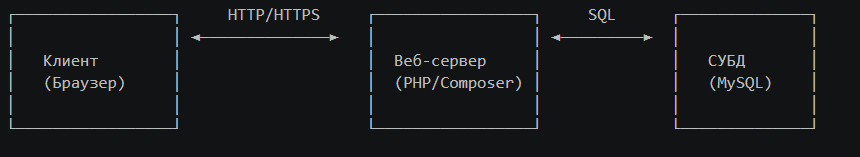 HTTP/HTTPS SQL
Клиент Веб-сервер СУБД
(Браузер) (PHP/Composer) (MySQL)